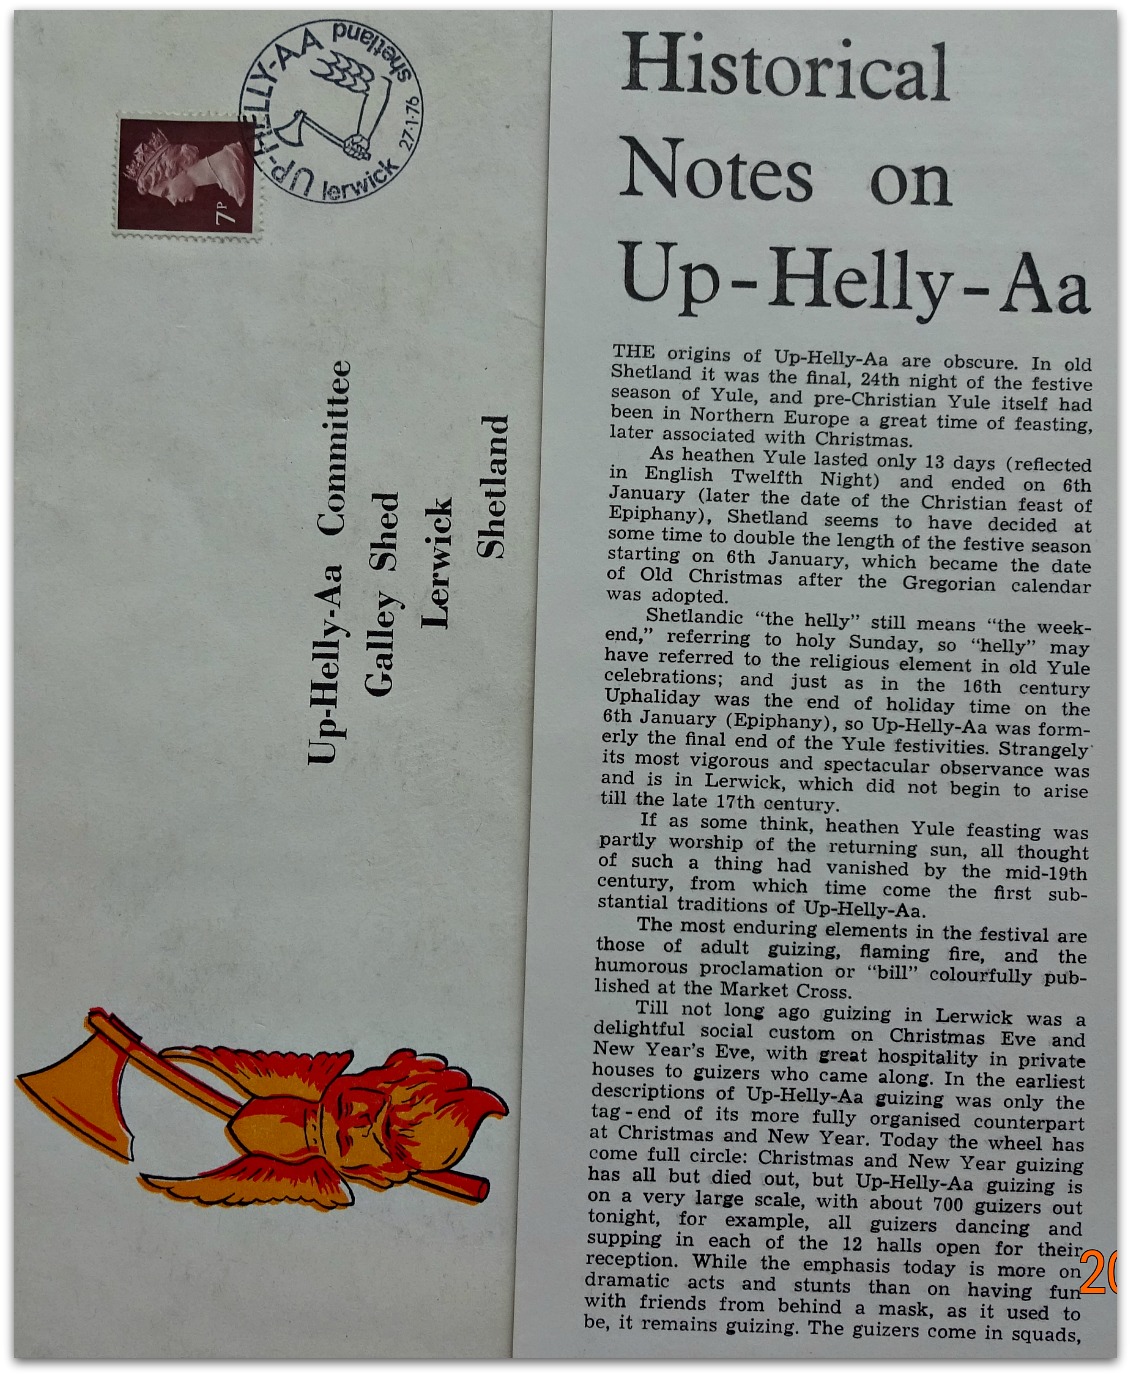 UP-HELLY-AA shetland
lerwick 27·1·76
7P
Up-Helly-Aa Committee
Galley Shed
Lerwick
Shetland
Historical
Notes on
Up-Helly-Aa
THE origins of Up-Helly-Aa are obscure. In old
Shetland it was the final, 24th night of the festive
season of Yule, and pre-Christian Yule itself had
been in Northern Europe a great time of feasting,
later associated with Christmas.
As heathen Yule lasted only 13 days (reflected
in English Twelfth Night) and ended on 6th
January (later the date of the Christian feast of
Epiphany), Shetland seems to have decided at
some time to double the length of the festive season
starting on 6th January, which became the date
of Old Christmas after the Gregorian calendar
was adopted.
Shetlandic "the helly" still means "the week-
end," referring to holy Sunday, so "helly" may
have referred to the religious element in old Yule
celebrations; and just as in the 16th century
Uphaliday was the end of holiday time on the
6th January (Epiphany), so Up-Helly-Aa was form-
erly the final end of the Yule festivities. Strangely
its most vigorous and spectacular observance was
and is in Lerwick, which did not begin to arise
till the late 17th century.
If as some think, heathen Yule feasting was
partly worship of the returning sun, all thought
of such a thing had vanished by the mid-19th
century, from which time come the first sub-
stantial traditions of Up-Helly-Aa.
The most enduring elements in the festival are
those of adult guizing, flaming fire, and the
humorous proclamation or "bill" colourfully pub-
lished at the Market Cross.
Till not long ago guizing in Lerwick was a
delightful social custom on Christmas Eve and
New Year's Eve, with great hospitality in private
houses to guizers who came along. In the earliest
descriptions of Up-Helly-Aa guizing was only the
tag-end of its more fully organised counterpart
at Christmas and New Year. Today the wheel has
come full circle: Christmas and New Year guizing
has all but died out, but Up-Helly-Aa guizing is
on a very large scale, with about 700 guizers out
tonight, for example, all guizers dancing and
supping in each of the 12 halls open for their
reception. While the emphasis today is more on
dramatic acts and stunts than on having fun
with friends from behind a mask, as it used to
be, it remains guizing. The guizers come in squads,
20